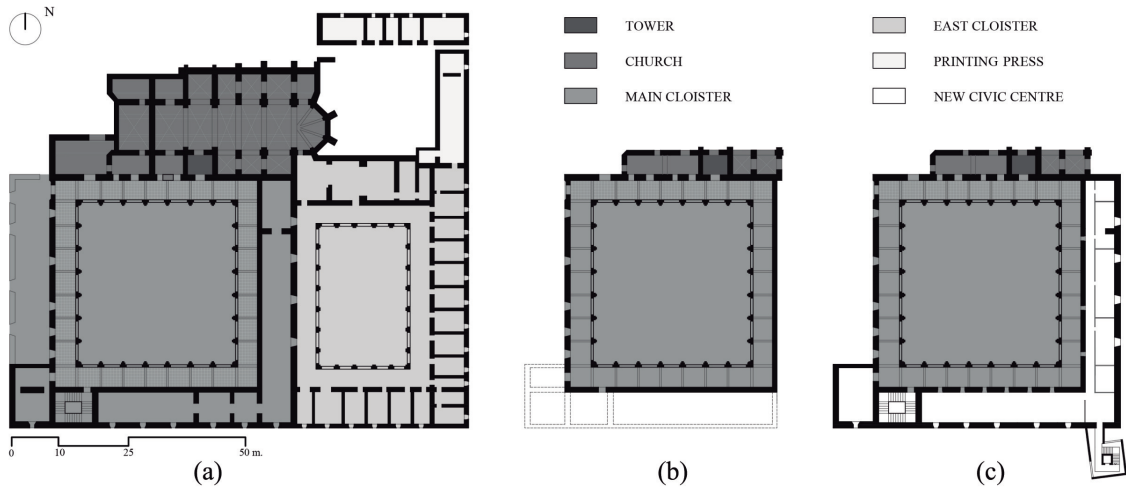 N
TOWER
CHURCH
MAIN CLOISTER
EAST CLOISTER
PRINTING PRESS
NEW CIVIC CENTRE
0 10 25 50 m.
(a)
(b)
(c)